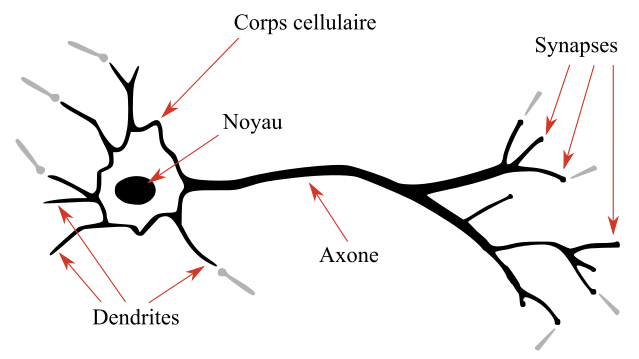 Corps cellulaire
Synapses
Noyau
Axone
Dendrites